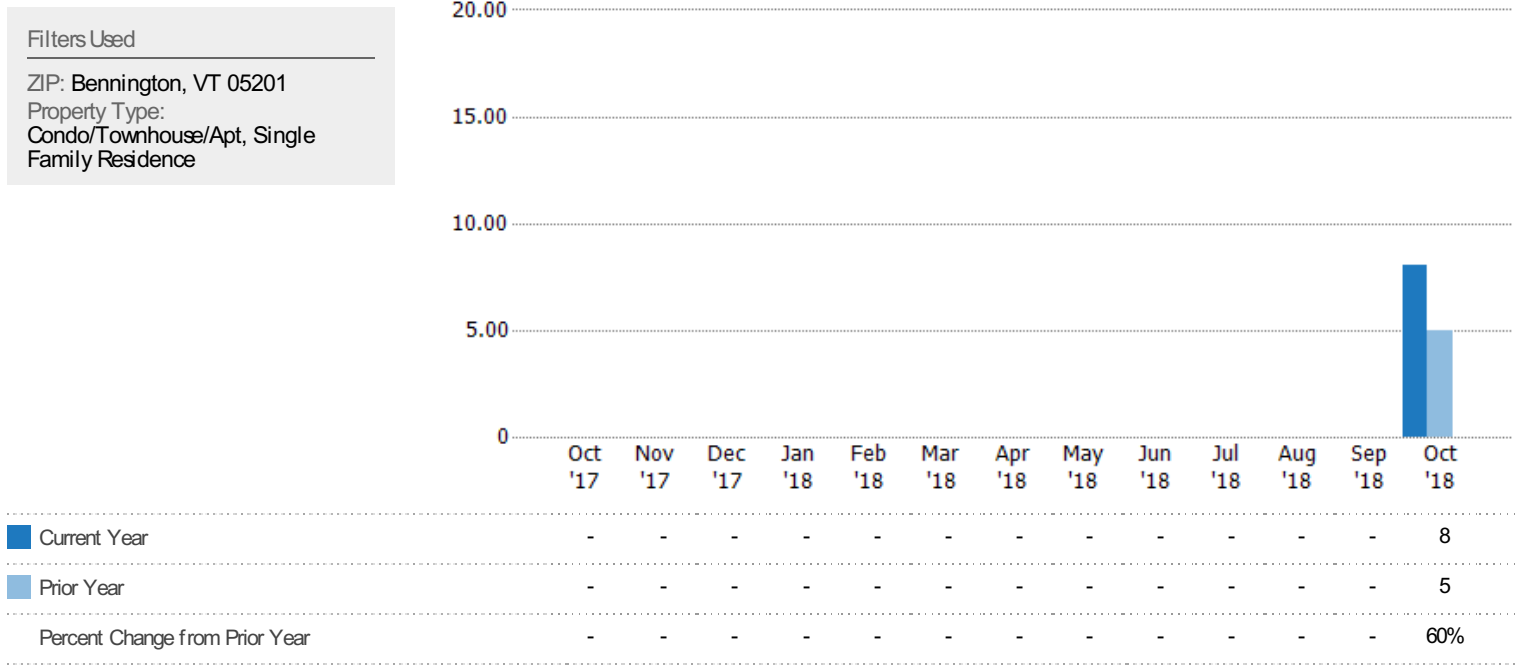 Filters Used
ZIP: Bennington, VT 05201
Property Type:
Condo/Townhouse/Apt, Single
Family Residence
20.00
15.00
10.00
5.00
0
Oct Nov Dec Jan Feb Mar Apr May Jun Jul Aug Sep Oct
'17 '17 '17 '18 '18 '18 '18 '18 '18 '18 '18 '18 '18
Current Year - - - - - - - - - - - - 8
Prior Year - - - - - - - - - - - - 5
Percent Change from Prior Year - - - - - - - - - - - - 60%